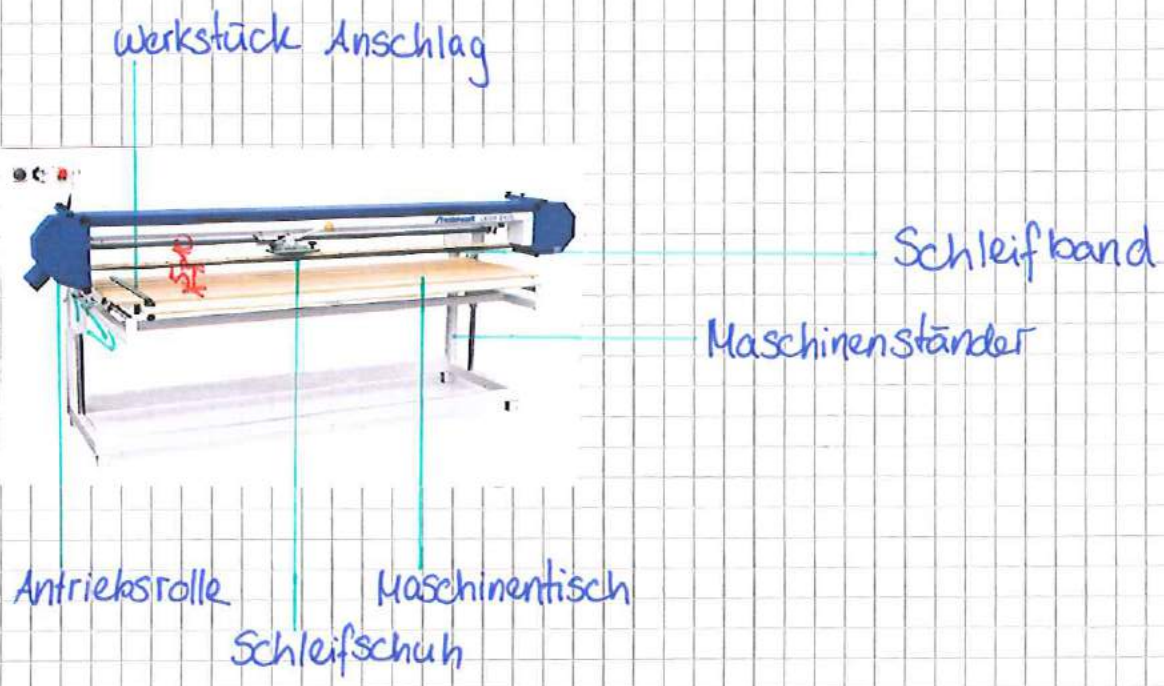 Werkstück Anschlag
Schleifband
Maschinenständer
Antriebsrolle
Maschinentisch
Schleifschuh